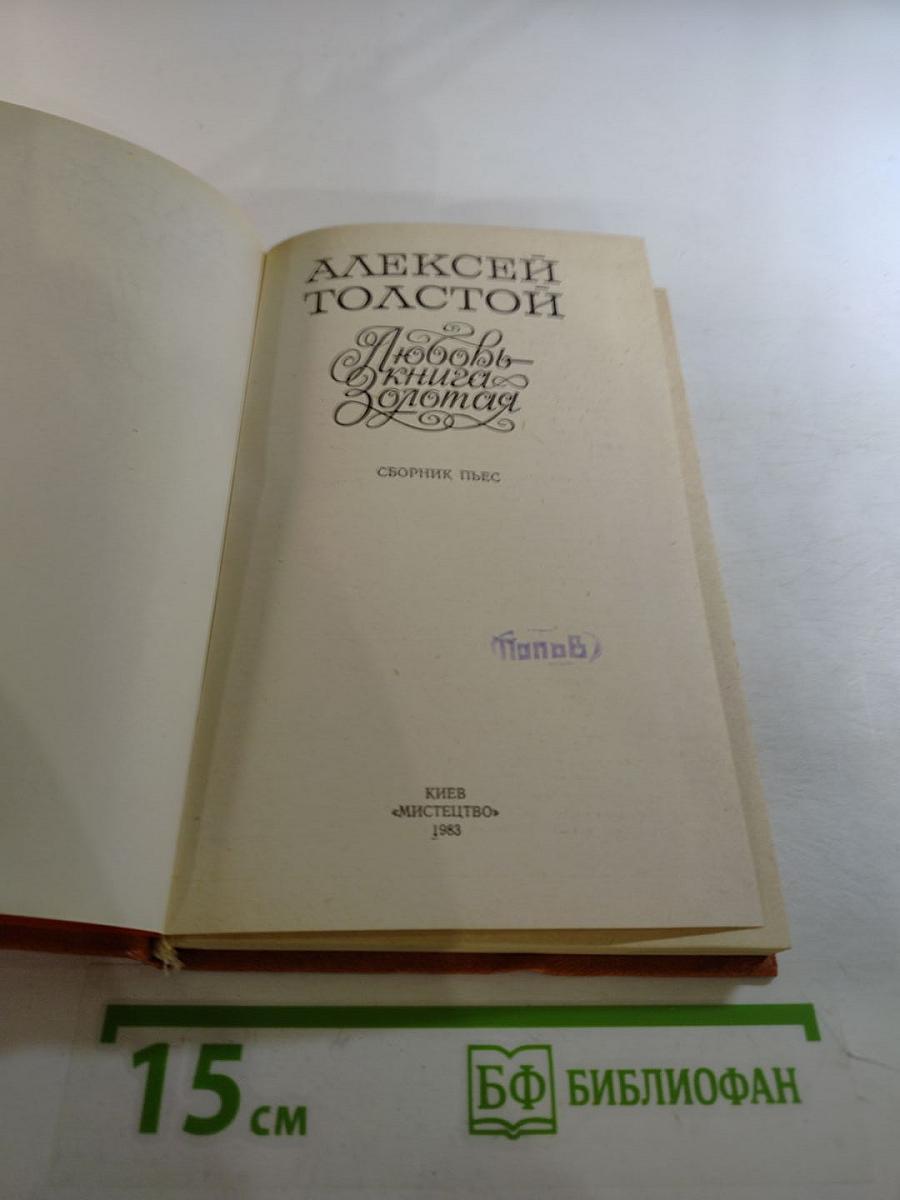 АЛЕКСЕЙ
ТОЛСТОЙ
Любовь—
книга
золотая
СБОРНИК ПЬЕС
Попов
КИЕВ
«МИСТЕЦТВО»
1983
15 см
БФ БИБЛИОФАН